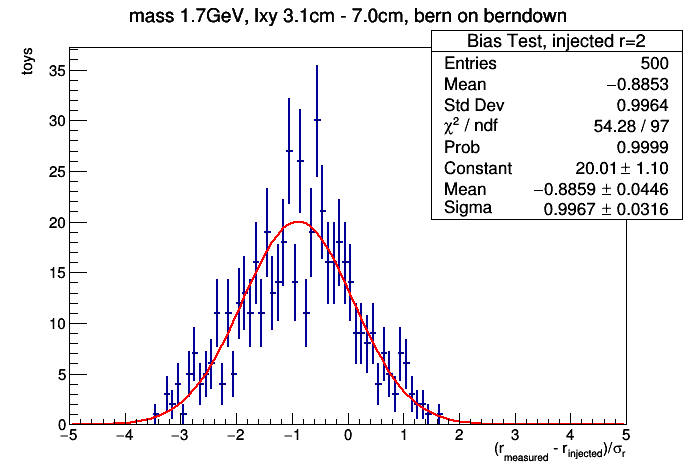 mass 1.7GeV, lxy 3.1cm - 7.0cm, bern on berndown
toys
Bias Test, injected r=2
Entries 500
Mean −0.8853
Std Dev 0.9964
χ² / ndf 54.28 / 97
Prob 0.9999
Constant 20.01 ± 1.10
Mean −0.8859 ± 0.0446
Sigma 0.9967 ± 0.0316
35
30
25
20
15
10
5
0
−5 −4 −3 −2 −1 0 1 2 3 4 5
(r_measured - r_injected)/σ_r